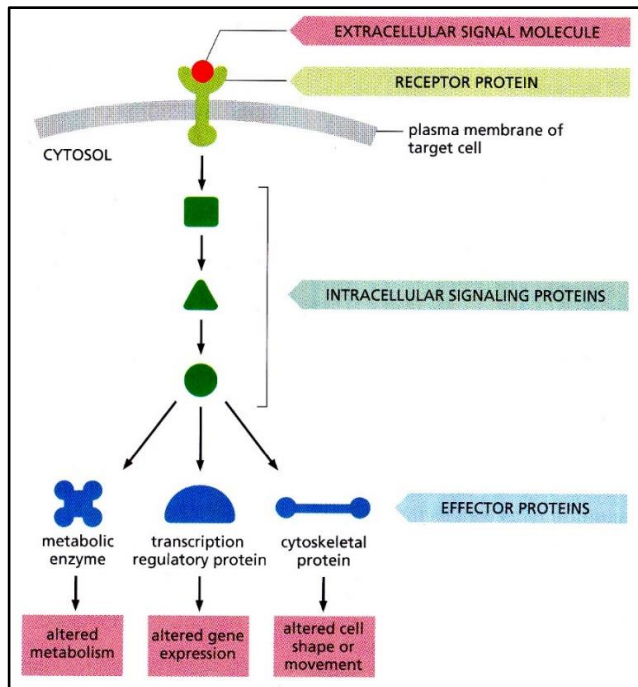 EXTRACELLULAR SIGNAL MOLECULE
RECEPTOR PROTEIN
plasma membrane of
target cell
CYTOSOL
INTRACELLULAR SIGNALING PROTEINS
EFFECTOR PROTEINS
metabolic
enzyme
transcription
regulatory protein
cytoskeletal
protein
altered
metabolism
altered gene
expression
altered cell
shape or
movement